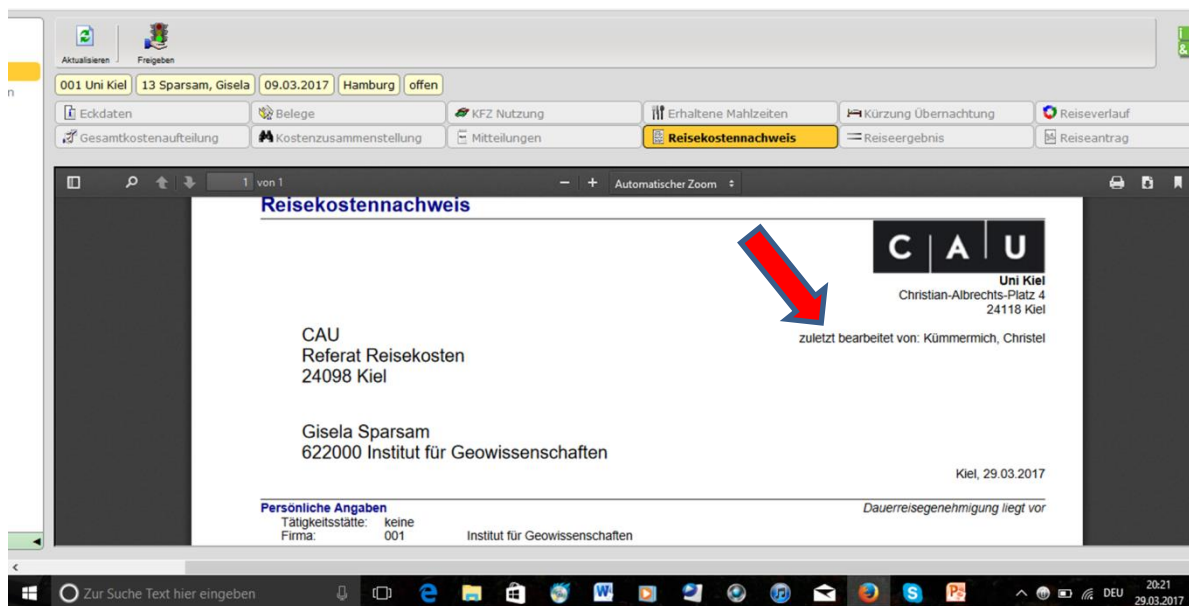 Aktualisieren Freigeben
001 Uni Kiel 13 Sparsam, Gisela 09.03.2017 Hamburg offen
Eckdaten Belege KFZ Nutzung Erhaltene Mahlzeiten Kürzung Übernachtung Reiseverlauf
Gesamtkostenaufteilung Kostenzusammenstellung Mitteilungen Reisekostennachweis Reiseergebnis Reiseantrag
1 von 1 Automatischer Zoom
Reisekostennachweis
C A U
Uni Kiel
Christian-Albrechts-Platz 4
24118 Kiel
zuletzt bearbeitet von: Kümmermich, Christel
CAU
Referat Reisekosten
24098 Kiel
Gisela Sparsam
622000 Institut für Geowissenschaften
Kiel, 29.03.2017
Persönliche Angaben Dauerreisegenehmigung liegt vor
Tätigkeitsstätte: keine
Firma: 001 Institut für Geowissenschaften
Zur Suche Text hier eingeben DEU 20:21
29.03.2017